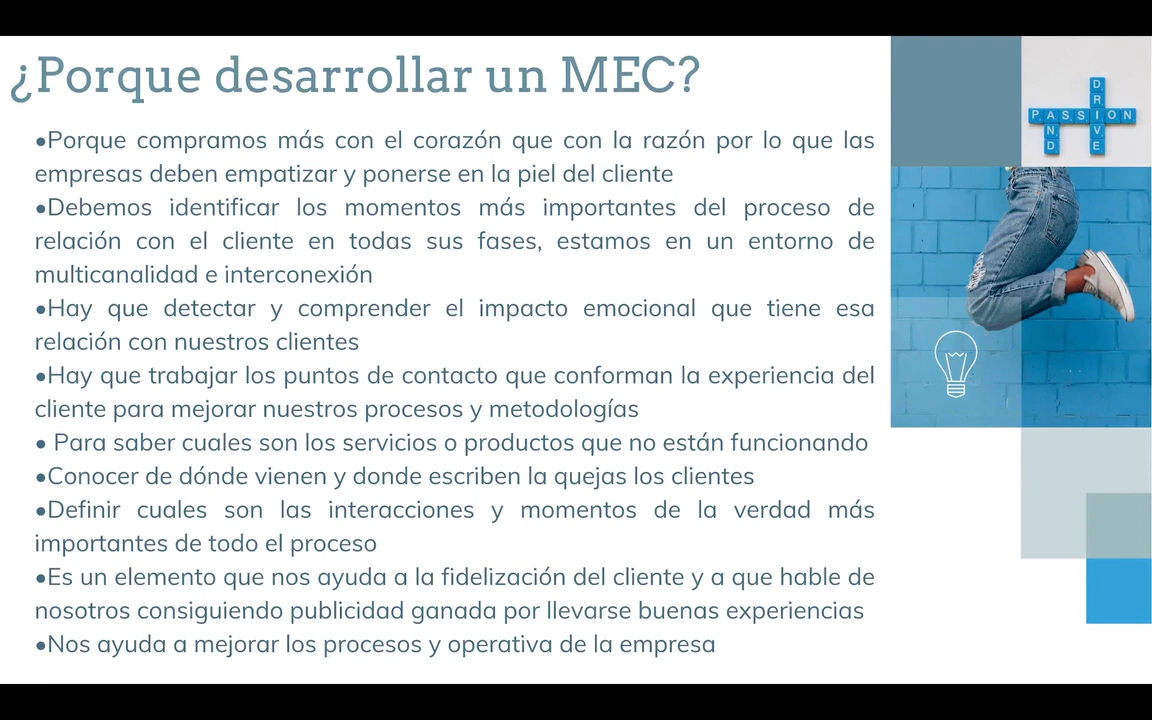 ¿Porque desarrollar un MEC?
•Porque compramos más con el corazón que con la razón por lo que las
empresas deben empatizar y ponerse en la piel del cliente
•Debemos identificar los momentos más importantes del proceso de
relación con el cliente en todas sus fases, estamos en un entorno de
multicanalidad e interconexión
•Hay que detectar y comprender el impacto emocional que tiene esa
relación con nuestros clientes
•Hay que trabajar los puntos de contacto que conforman la experiencia del
cliente para mejorar nuestros procesos y metodologías
• Para saber cuales son los servicios o productos que no están funcionando
•Conocer de dónde vienen y donde escriben la quejas los clientes
•Definir cuales son las interacciones y momentos de la verdad más
importantes de todo el proceso
•Es un elemento que nos ayuda a la fidelización del cliente y a que hable de
nosotros consiguiendo publicidad ganada por llevarse buenas experiencias
•Nos ayuda a mejorar los procesos y operativa de la empresa
PASSION
AND
DRIVE